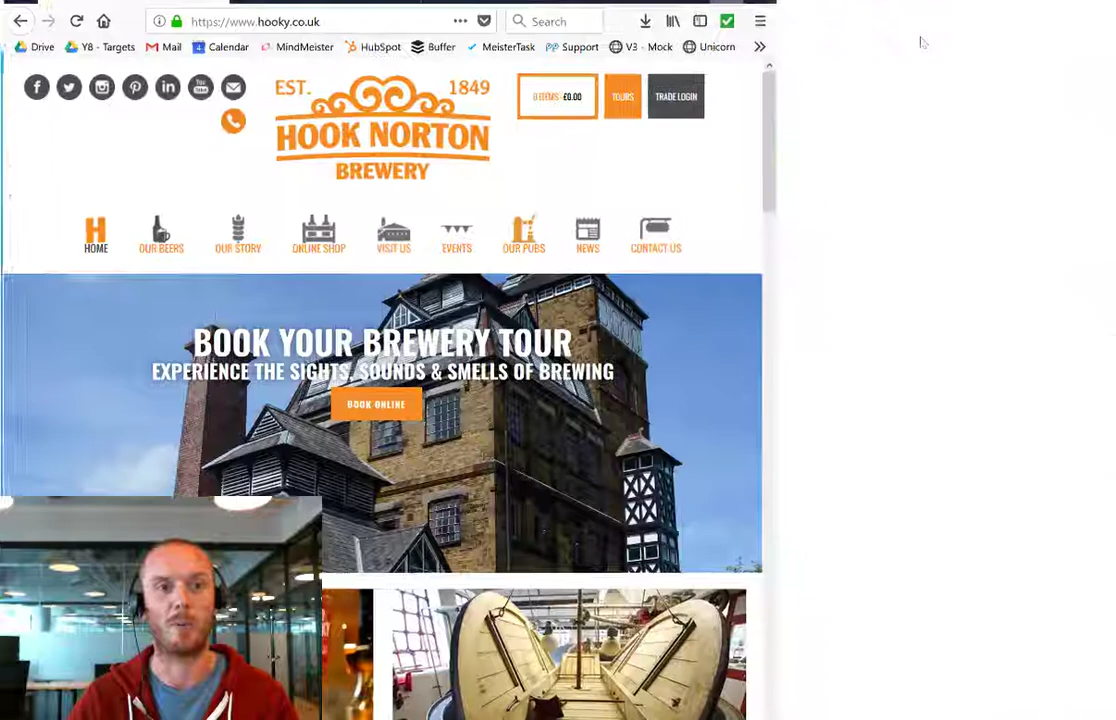 https://www.hooky.co.uk
Search
Drive
Y8 - Targets
Mail
Calendar
MindMeister
HubSpot
Buffer
MeisterTask
Support
V3 - Mock
Unicorn
EST. 1849
HOOK NORTON
BREWERY
0 ITEMS - £0.00
TOURS
TRADE LOGIN
HOME
OUR BEERS
OUR STORY
ONLINE SHOP
VISIT US
EVENTS
OUR PUBS
NEWS
CONTACT US
BOOK YOUR BREWERY TOUR
EXPERIENCE THE SIGHTS, SOUNDS & SMELLS OF BREWING
BOOK ONLINE